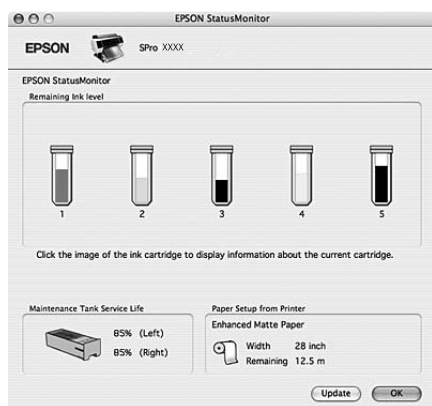 EPSON StatusMonitor
EPSON SPro XXXX
EPSON StatusMonitor
Remaining Ink level
1 2 3 4 5
Click the image of the ink cartridge to display information about the current cartridge.
Maintenance Tank Service Life
85% (Left)
85% (Right)
Paper Setup from Printer
Enhanced Matte Paper
Width 28 inch
Remaining 12.5 m
Update OK